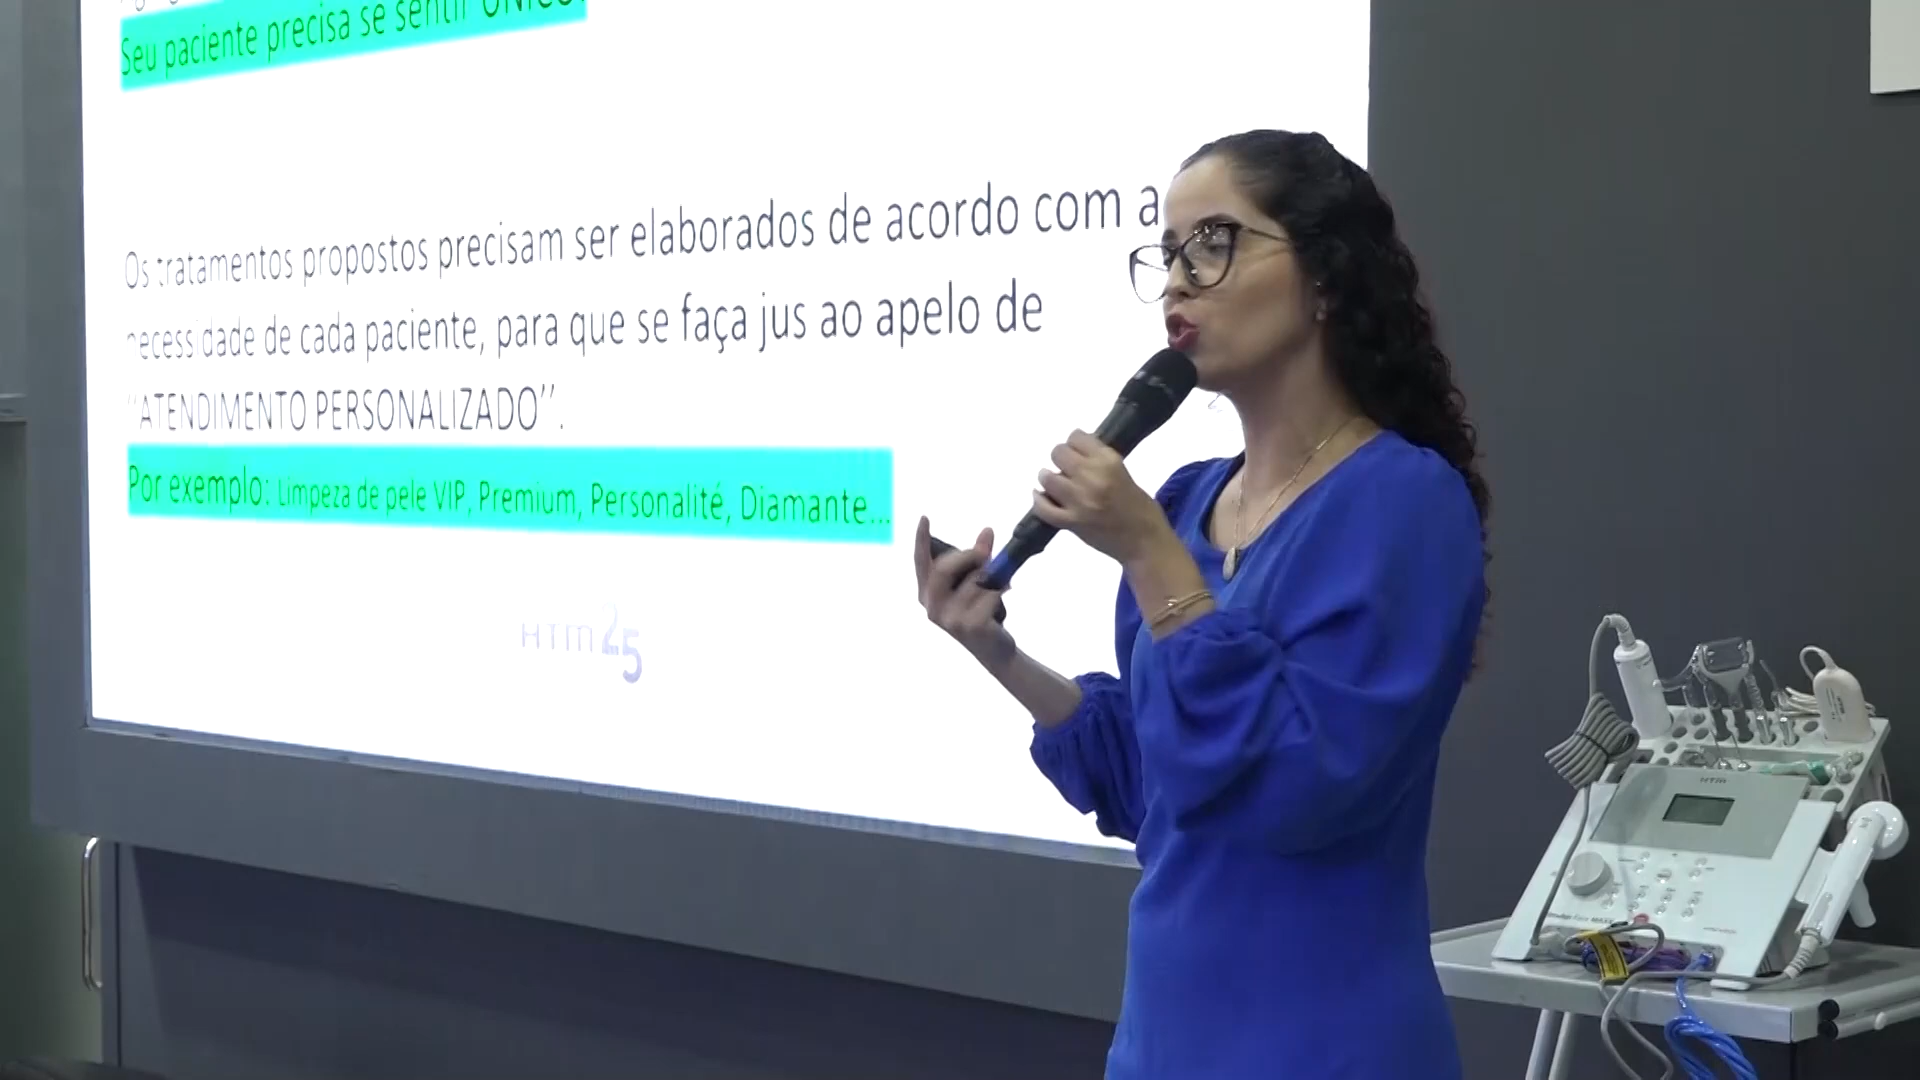 Seu paciente precisa se sentir ÚNICO!
Os tratamentos propostos precisam ser elaborados de acordo com a
necessidade de cada paciente, para que se faça jus ao apelo de
‘‘ATENDIMENTO PERSONALIZADO’’.
Por exemplo: Limpeza de pele VIP, Premium, Personalité, Diamante...
HTM 25
HTM